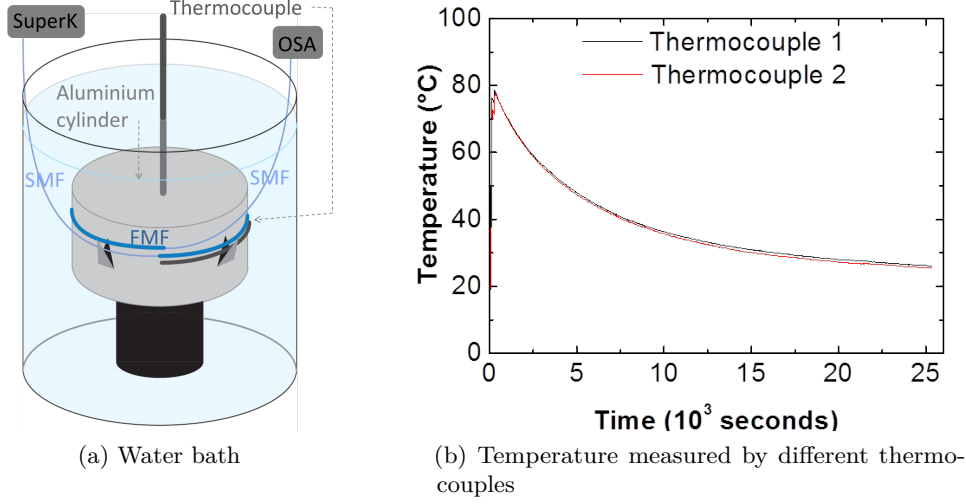 SuperK
Thermocouple
OSA
Aluminium
cylinder
SMF
SMF
FMF
(a) Water bath
100
80
60
40
20
0
Temperature (°C)
Thermocouple 1
Thermocouple 2
0
5
10
15
20
25
Time (10³ seconds)
(b) Temperature measured by different thermo-
couples